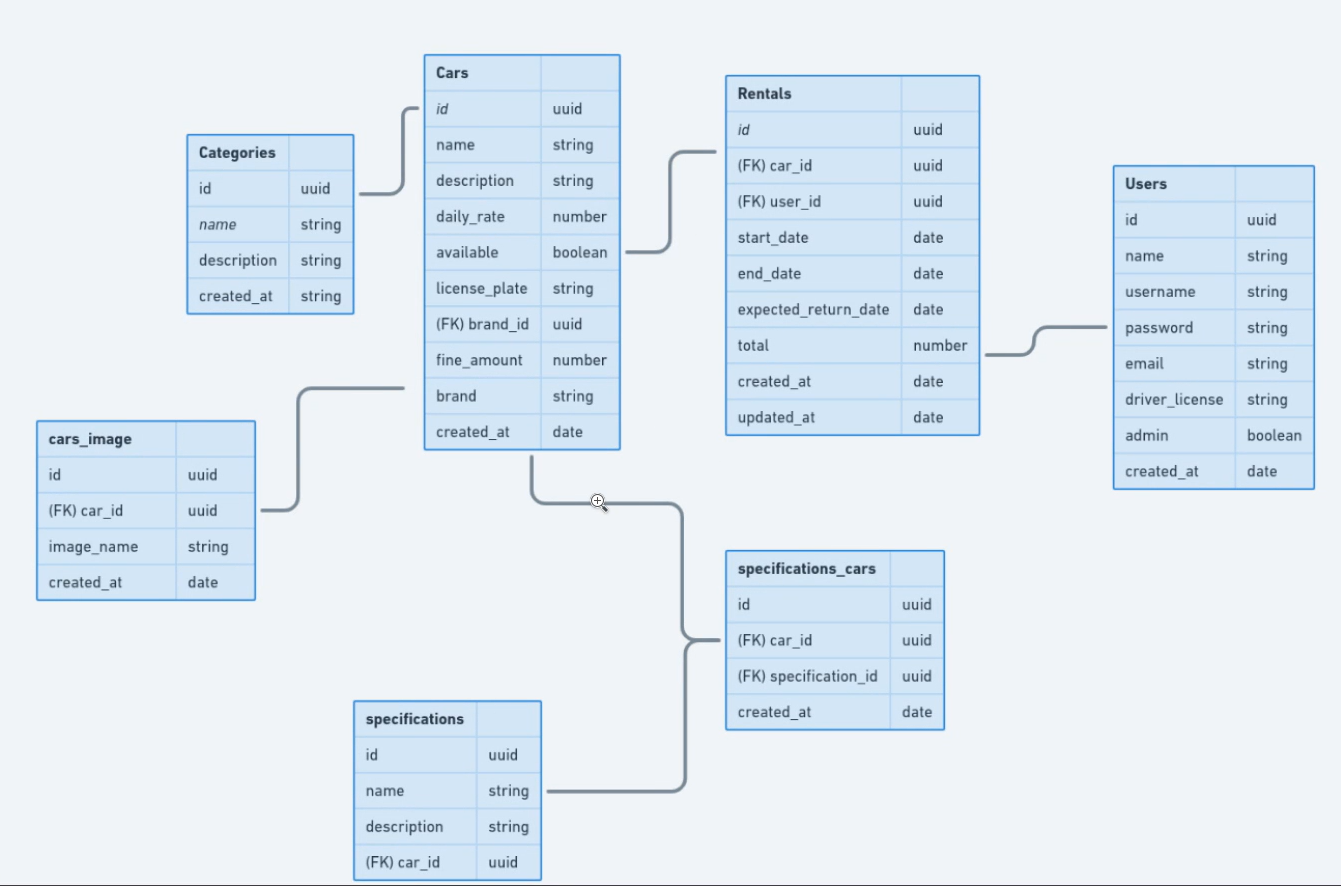 Cars
id uuid
name string
description string
daily_rate number
available boolean
license_plate string
(FK) brand_id uuid
fine_amount number
brand string
created_at date
Rentals
id uuid
(FK) car_id uuid
(FK) user_id uuid
start_date date
end_date date
expected_return_date date
total number
created_at date
updated_at date
Categories
id uuid
name string
description string
created_at string
Users
id uuid
name string
username string
password string
email string
driver_license string
admin boolean
created_at date
cars_image
id uuid
(FK) car_id uuid
image_name string
created_at date
specifications_cars
id uuid
(FK) car_id uuid
(FK) specification_id uuid
created_at date
specifications
id uuid
name string
description string
(FK) car_id uuid